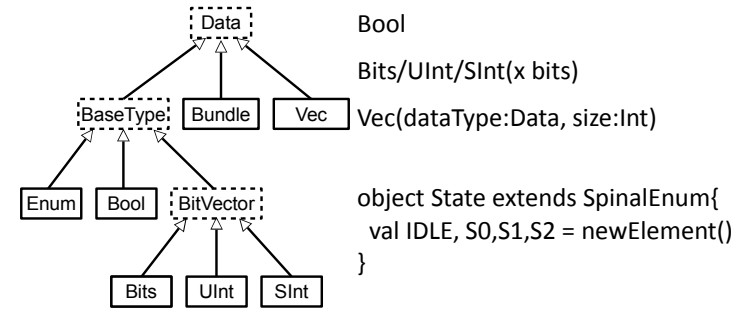 Data
BaseType
Bundle
Vec
Enum
Bool
BitVector
Bits
UInt
SInt
Bool
Bits/UInt/SInt(x bits)
Vec(dataType:Data, size:Int)
object State extends SpinalEnum{
val IDLE, S0,S1,S2 = newElement()
}